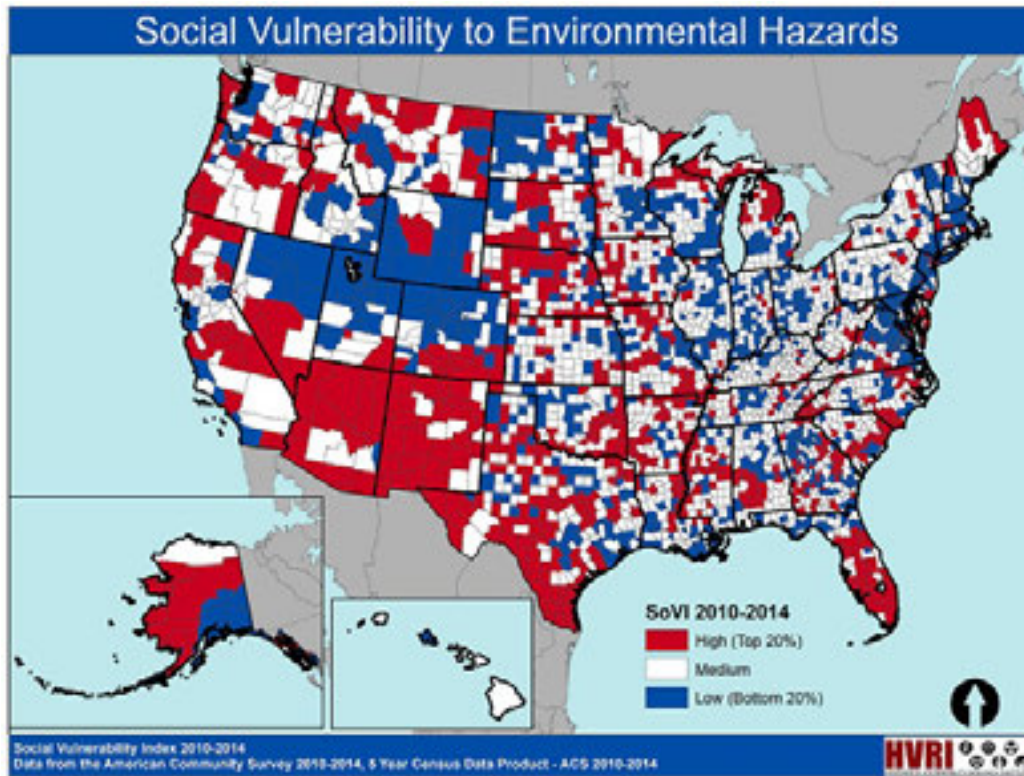 Social Vulnerability to Environmental Hazards
SoVI 2010-2014
High (Top 20%)
Medium
Low (Bottom 20%)
Social Vulnerability Index 2010-2014
Data from the American Community Survey 2010-2014, 5 Year Census Data Product - ACS 2010-2014
HVRI